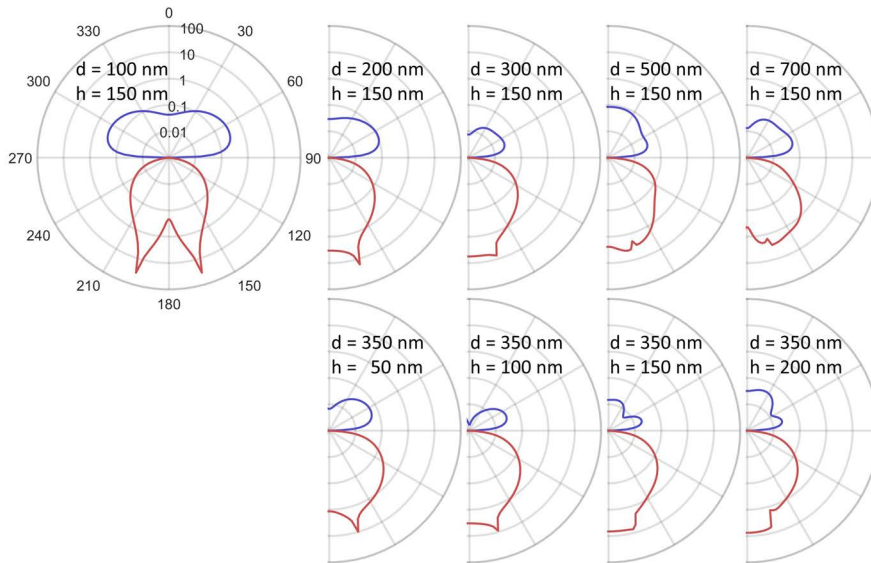 0
330
30
100
10
1
0.1
0.01
300
60
270
90
240
120
210
150
180
d = 100 nm
h = 150 nm
d = 200 nm
h = 150 nm
d = 300 nm
h = 150 nm
d = 500 nm
h = 150 nm
d = 700 nm
h = 150 nm
d = 350 nm
h = 50 nm
d = 350 nm
h = 100 nm
d = 350 nm
h = 150 nm
d = 350 nm
h = 200 nm